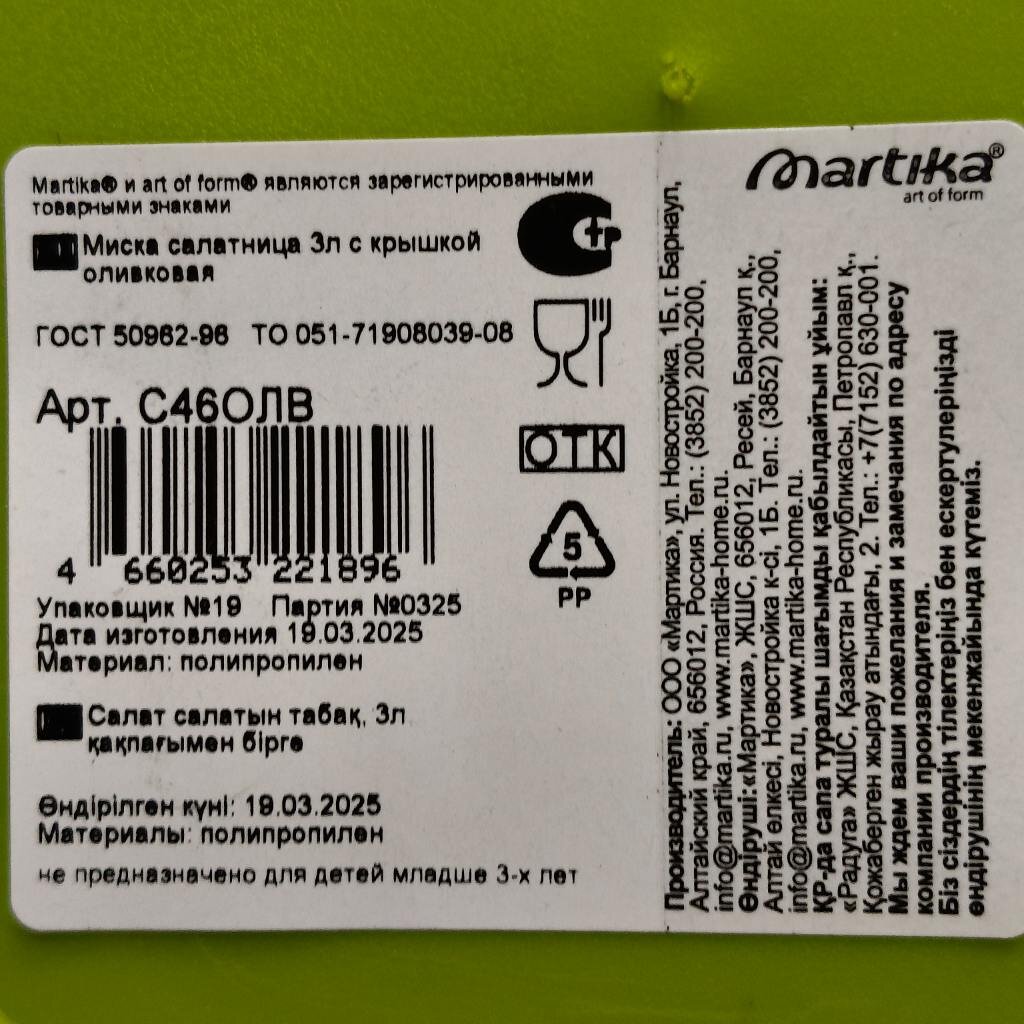 Martika® и art of form® являются зарегистрированными
товарными знаками
Миска салатница 3л с крышкой
оливковая
ГОСТ 50962-96 ТО 051-71908039-08
Арт. С46ОЛВ
4 660253 221896
Упаковщик №19 Партия №0325
Дата изготовления 19.03.2025
Материал: полипропилен
Салат салатын табақ, 3л
қақпағымен бірге
Өндірілген күні: 19.03.2025
Материалы: полипропилен
не предназначено для детей младше 3-х лет
ОТК
5
PP
Martika®
art of form
Производитель: ООО «Мартика», ул. Новостройка, 1Б, г. Барнаул,
Алтайский край, 656012, Россия. Тел.: (3852) 200-200,
info@martika.ru, www.martika-home.ru.
Өндіруші: «Мартика», ЖШС, 656012, Ресей, Барнаул қ.,
Алтай өлкесі, Новостройка к-сі, 1Б. Тел.: (3852) 200-200,
info@martika.ru, www.martika-home.ru.
ҚР-да сапа туралы шағымды қабылдайтын ұйым:
«Радуга» ЖШС, Қазақстан Республикасы, Петропавл қ.,
Қожаберген жырау атындағы, 2. Тел.: +7(7152) 630-001.
Мы ждем ваши пожелания и замечания по адресу
компании производителя.
Біз сіздердің тілектеріңіз бен ескертулеріңізді
өндірушінің мекенжайында күтеміз.